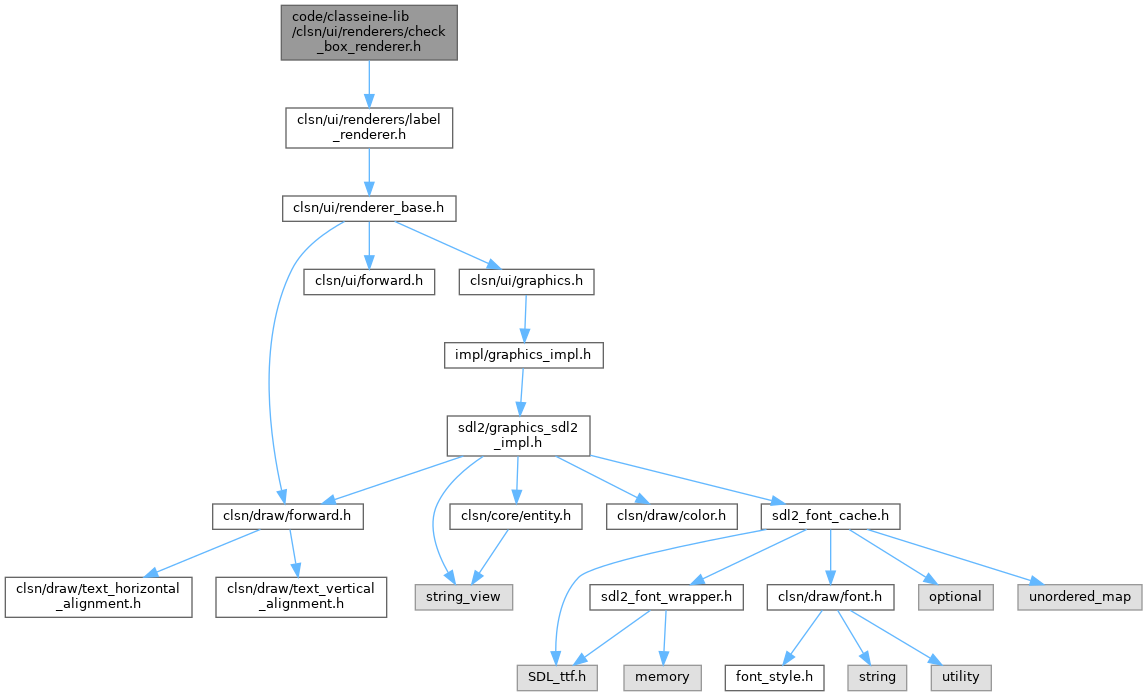 code/classeine-lib
/clsn/ui/renderers/check
_box_renderer.h
clsn/ui/renderers/label
_renderer.h
clsn/ui/renderer_base.h
clsn/ui/forward.h
clsn/ui/graphics.h
impl/graphics_impl.h
sdl2/graphics_sdl2
_impl.h
clsn/draw/forward.h
clsn/core/entity.h
clsn/draw/color.h
sdl2_font_cache.h
clsn/draw/text_horizontal
_alignment.h
clsn/draw/text_vertical
_alignment.h
string_view
sdl2_font_wrapper.h
clsn/draw/font.h
optional
unordered_map
SDL_ttf.h
memory
font_style.h
string
utility